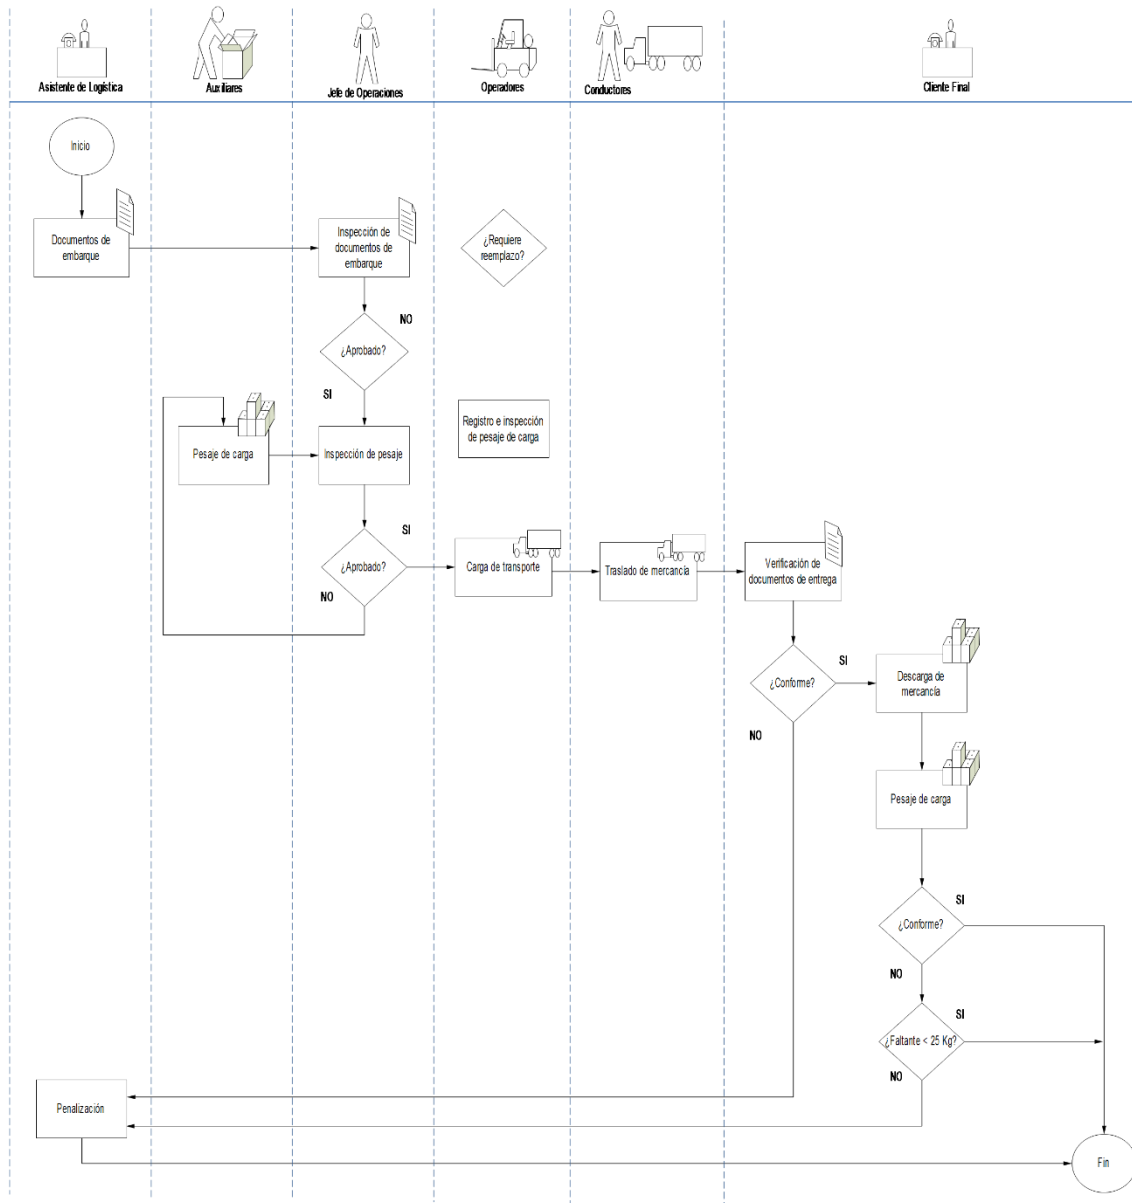 Asistente de Logística
Auxiliares
Jefe de Operaciones
Operadores
Conductores
Cliente Final
Inicio
Documentos de
embarque
Inspección de
documentos de
embarque
¿Requiere
reemplazo?
NO
¿Aprobado?
SI
Pesaje de carga
Inspección de pesaje
Registro e inspección
de pesaje de carga
SI
¿Aprobado?
NO
Carga de transporte
Traslado de mercancía
Verificación de
documentos de entrega
¿Conforme?
SI
NO
Descarga de
mercancía
Pesaje de carga
SI
¿Conforme?
NO
SI
¿Faltante < 25 Kg?
NO
Penalización
Fin